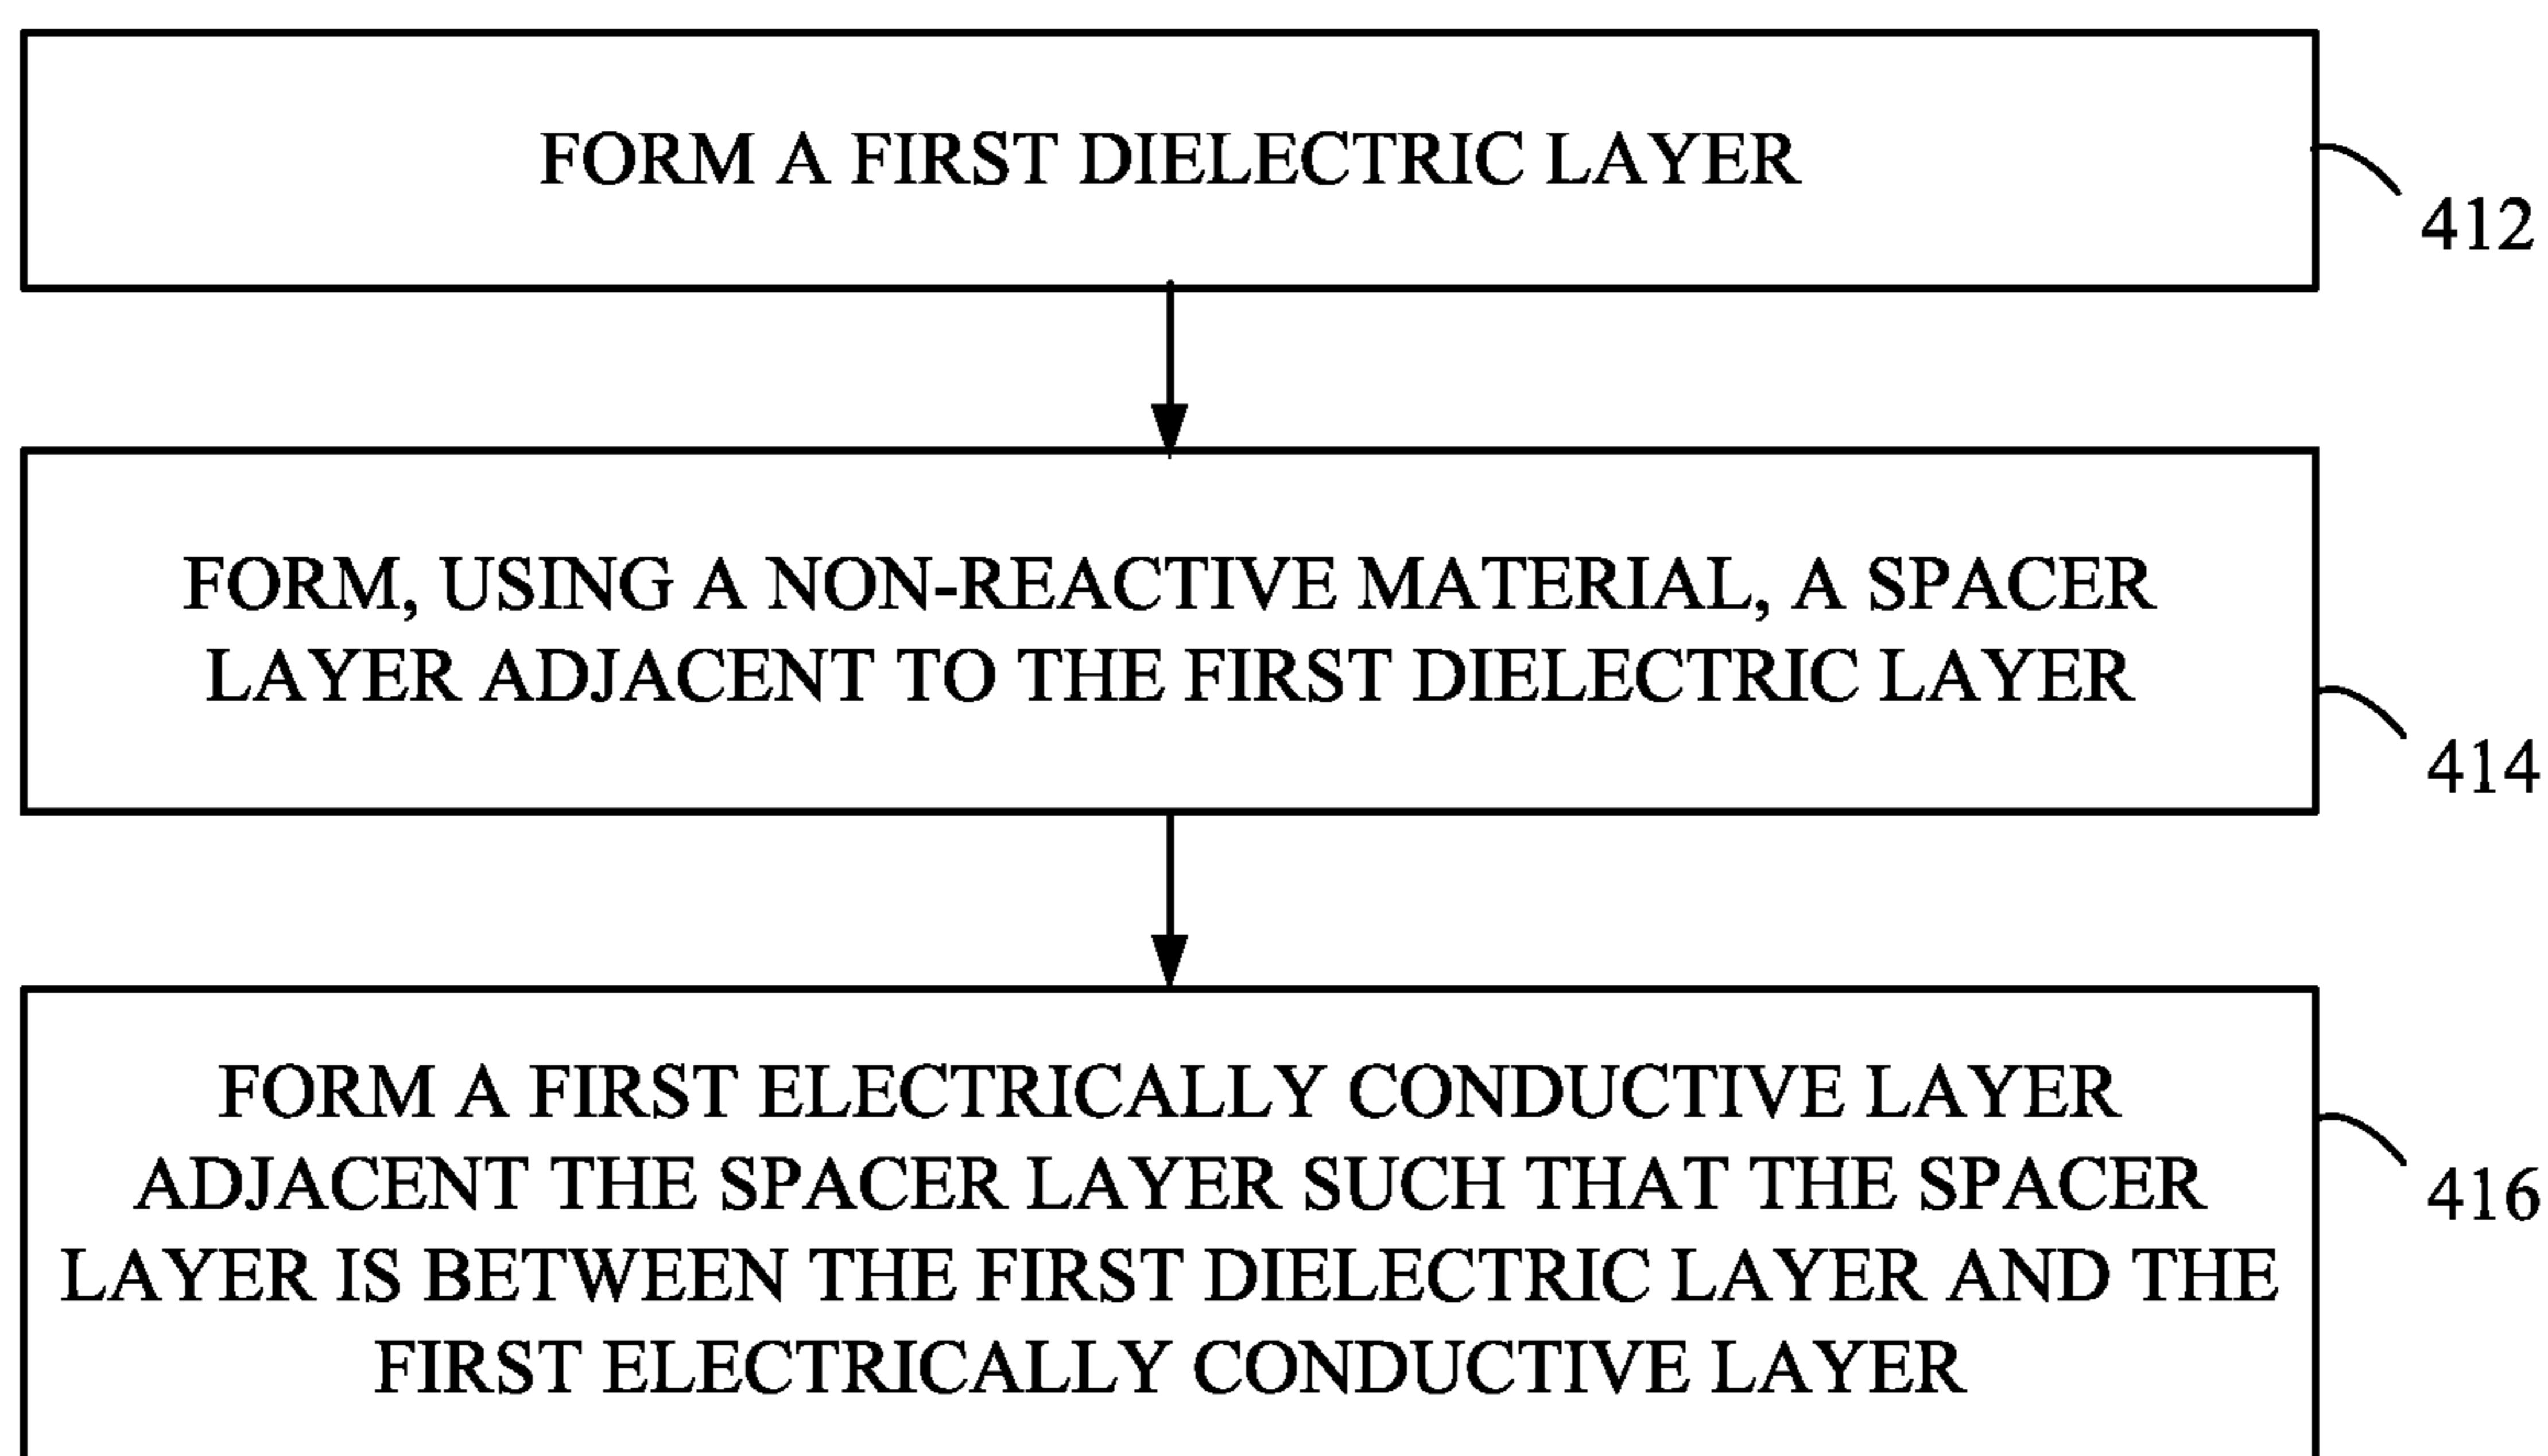 FORM A FIRST DIELECTRIC LAYER
412
FORM, USING A NON-REACTIVE MATERIAL, A SPACER
LAYER ADJACENT TO THE FIRST DIELECTRIC LAYER
414
FORM A FIRST ELECTRICALLY CONDUCTIVE LAYER
ADJACENT THE SPACER LAYER SUCH THAT THE SPACER
LAYER IS BETWEEN THE FIRST DIELECTRIC LAYER AND THE
FIRST ELECTRICALLY CONDUCTIVE LAYER
416